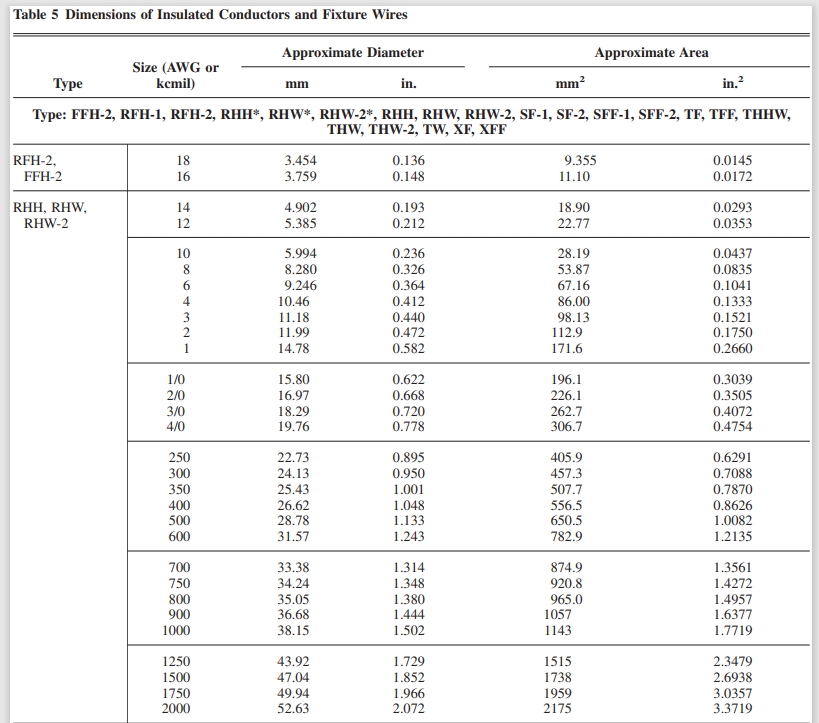 Table 5 Dimensions of Insulated Conductors and Fixture Wires
Approximate Diameter Approximate Area
Type Size (AWG or kcmil) mm in. mm² in.²
Type: FFH-2, RFH-1, RFH-2, RHH*, RHW*, RHW-2*, RHH, RHW, RHW-2, SF-1, SF-2, SFF-1, SFF-2, TF, TFF, THHW,
THW, THW-2, TW, XF, XFF
RFH-2, 18 3.454 0.136 9.355 0.0145
FFH-2 16 3.759 0.148 11.10 0.0172
RHH, RHW, 14 4.902 0.193 18.90 0.0293
RHW-2 12 5.385 0.212 22.77 0.0353
10 5.994 0.236 28.19 0.0437
8 8.280 0.326 53.87 0.0835
6 9.246 0.364 67.16 0.1041
4 10.46 0.412 86.00 0.1333
3 11.18 0.440 98.13 0.1521
2 11.99 0.472 112.9 0.1750
1 14.78 0.582 171.6 0.2660
1/0 15.80 0.622 196.1 0.3039
2/0 16.97 0.668 226.1 0.3505
3/0 18.29 0.720 262.7 0.4072
4/0 19.76 0.778 306.7 0.4754
250 22.73 0.895 405.9 0.6291
300 24.13 0.950 457.3 0.7088
350 25.43 1.001 507.7 0.7870
400 26.62 1.048 556.5 0.8626
500 28.78 1.133 650.5 1.0082
600 31.57 1.243 782.9 1.2135
700 33.38 1.314 874.9 1.3561
750 34.24 1.348 920.8 1.4272
800 35.05 1.380 965.0 1.4957
900 36.68 1.444 1057 1.6377
1000 38.15 1.502 1143 1.7719
1250 43.92 1.729 1515 2.3479
1500 47.04 1.852 1738 2.6938
1750 49.94 1.966 1959 3.0357
2000 52.63 2.072 2175 3.3719